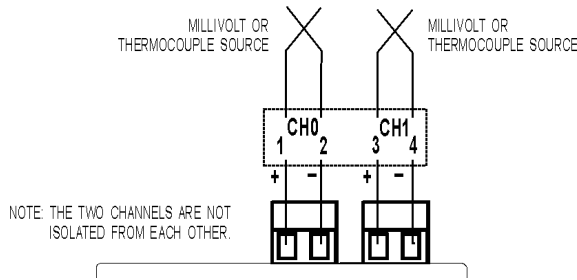 MILLIVOLT OR
THERMOCOUPLE SOURCE
MILLIVOLT OR
THERMOCOUPLE SOURCE
CH0
CH1
1 2 3 4
+ − + −
NOTE: THE TWO CHANNELS ARE NOT
ISOLATED FROM EACH OTHER.